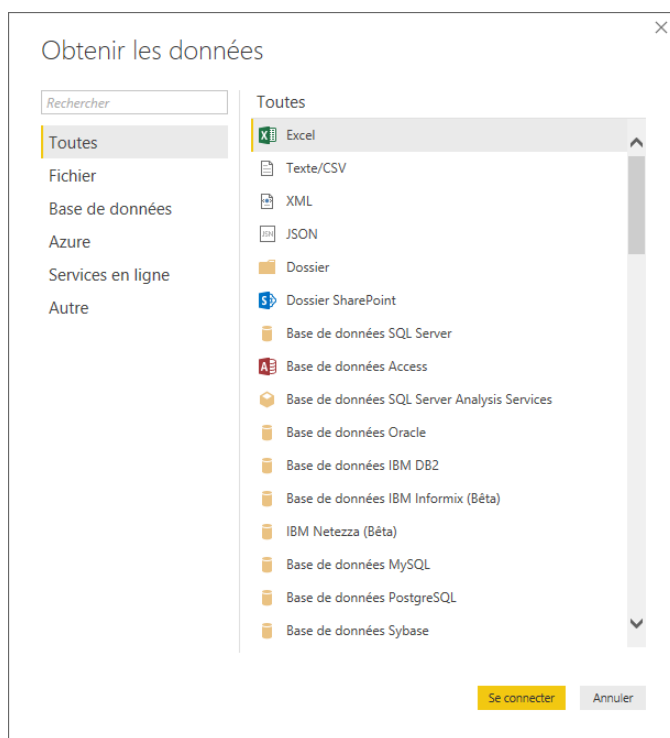 Obtenir les données
Rechercher
Toutes
Fichier
Base de données
Azure
Services en ligne
Autre
Toutes
Excel
Texte/CSV
XML
JSON
Dossier
Dossier SharePoint
Base de données SQL Server
Base de données Access
Base de données SQL Server Analysis Services
Base de données Oracle
Base de données IBM DB2
Base de données IBM Informix (Bêta)
IBM Netezza (Bêta)
Base de données MySQL
Base de données PostgreSQL
Base de données Sybase
Se connecter
Annuler